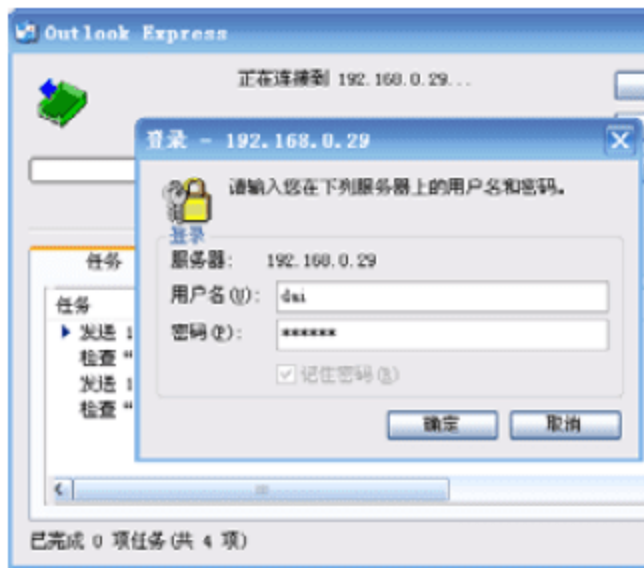 Outlook Express
正在连接到 192.168.0.29...
登录 - 192.168.0.29
请输入您在下列服务器上的用户名和密码。
登录
服务器: 192.168.0.29
用户名(U): dui
密码(P): ******
记住密码(R)
确定 取消
任务
任务
发送 1
检查 “
发送 1
检查 “
已完成 0 项任务(共 4 项)